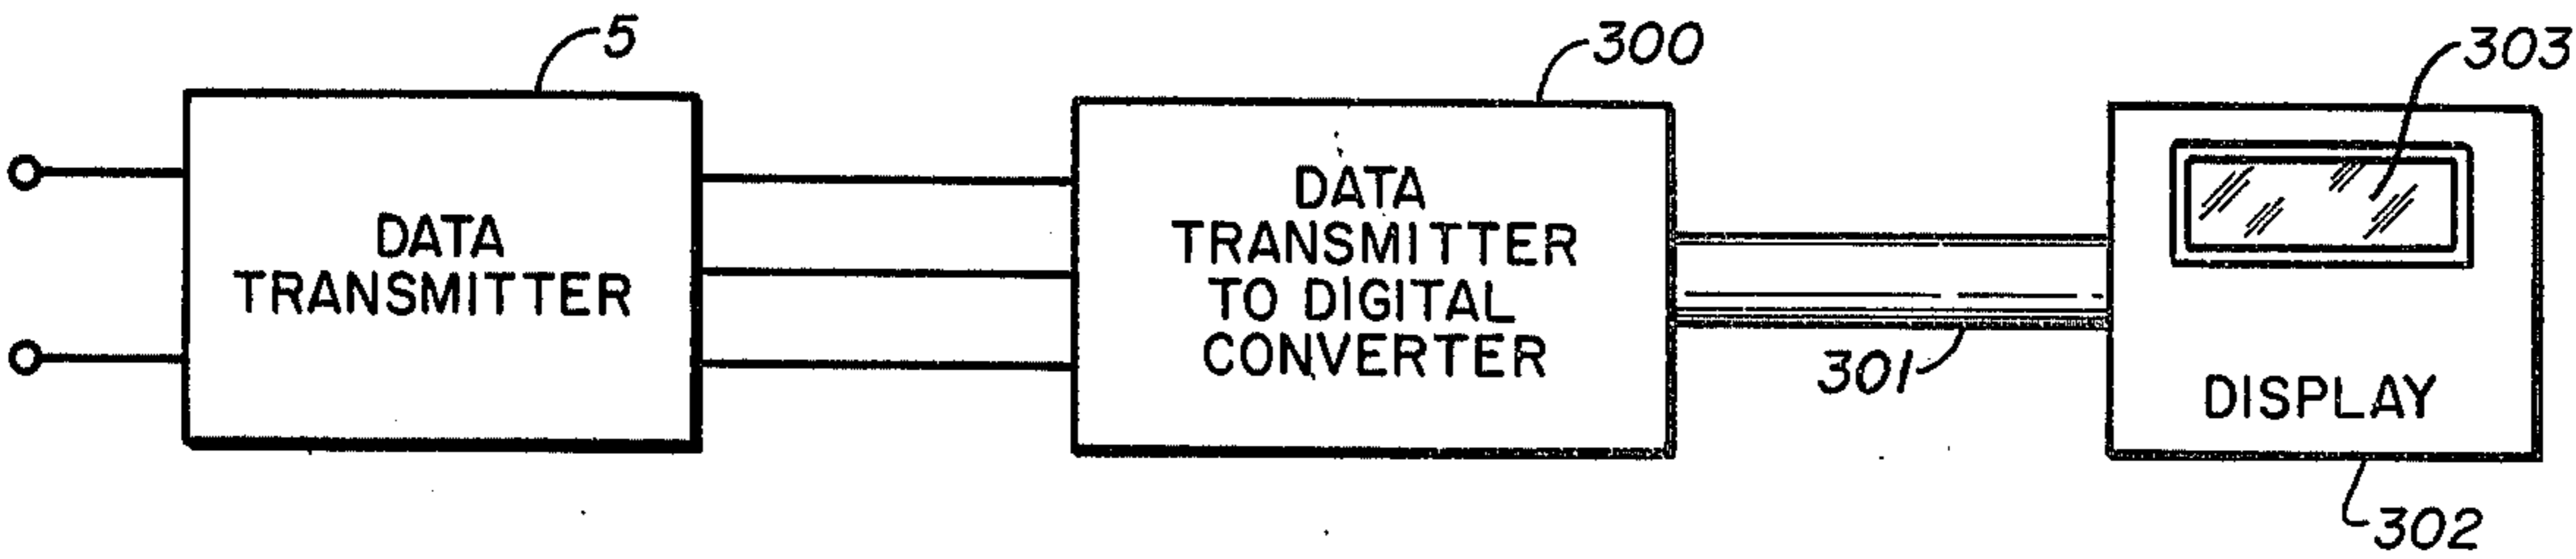 5
300
303
DATA
TRANSMITTER
DATA
TRANSMITTER
TO DIGITAL
CONVERTER
301
DISPLAY
302